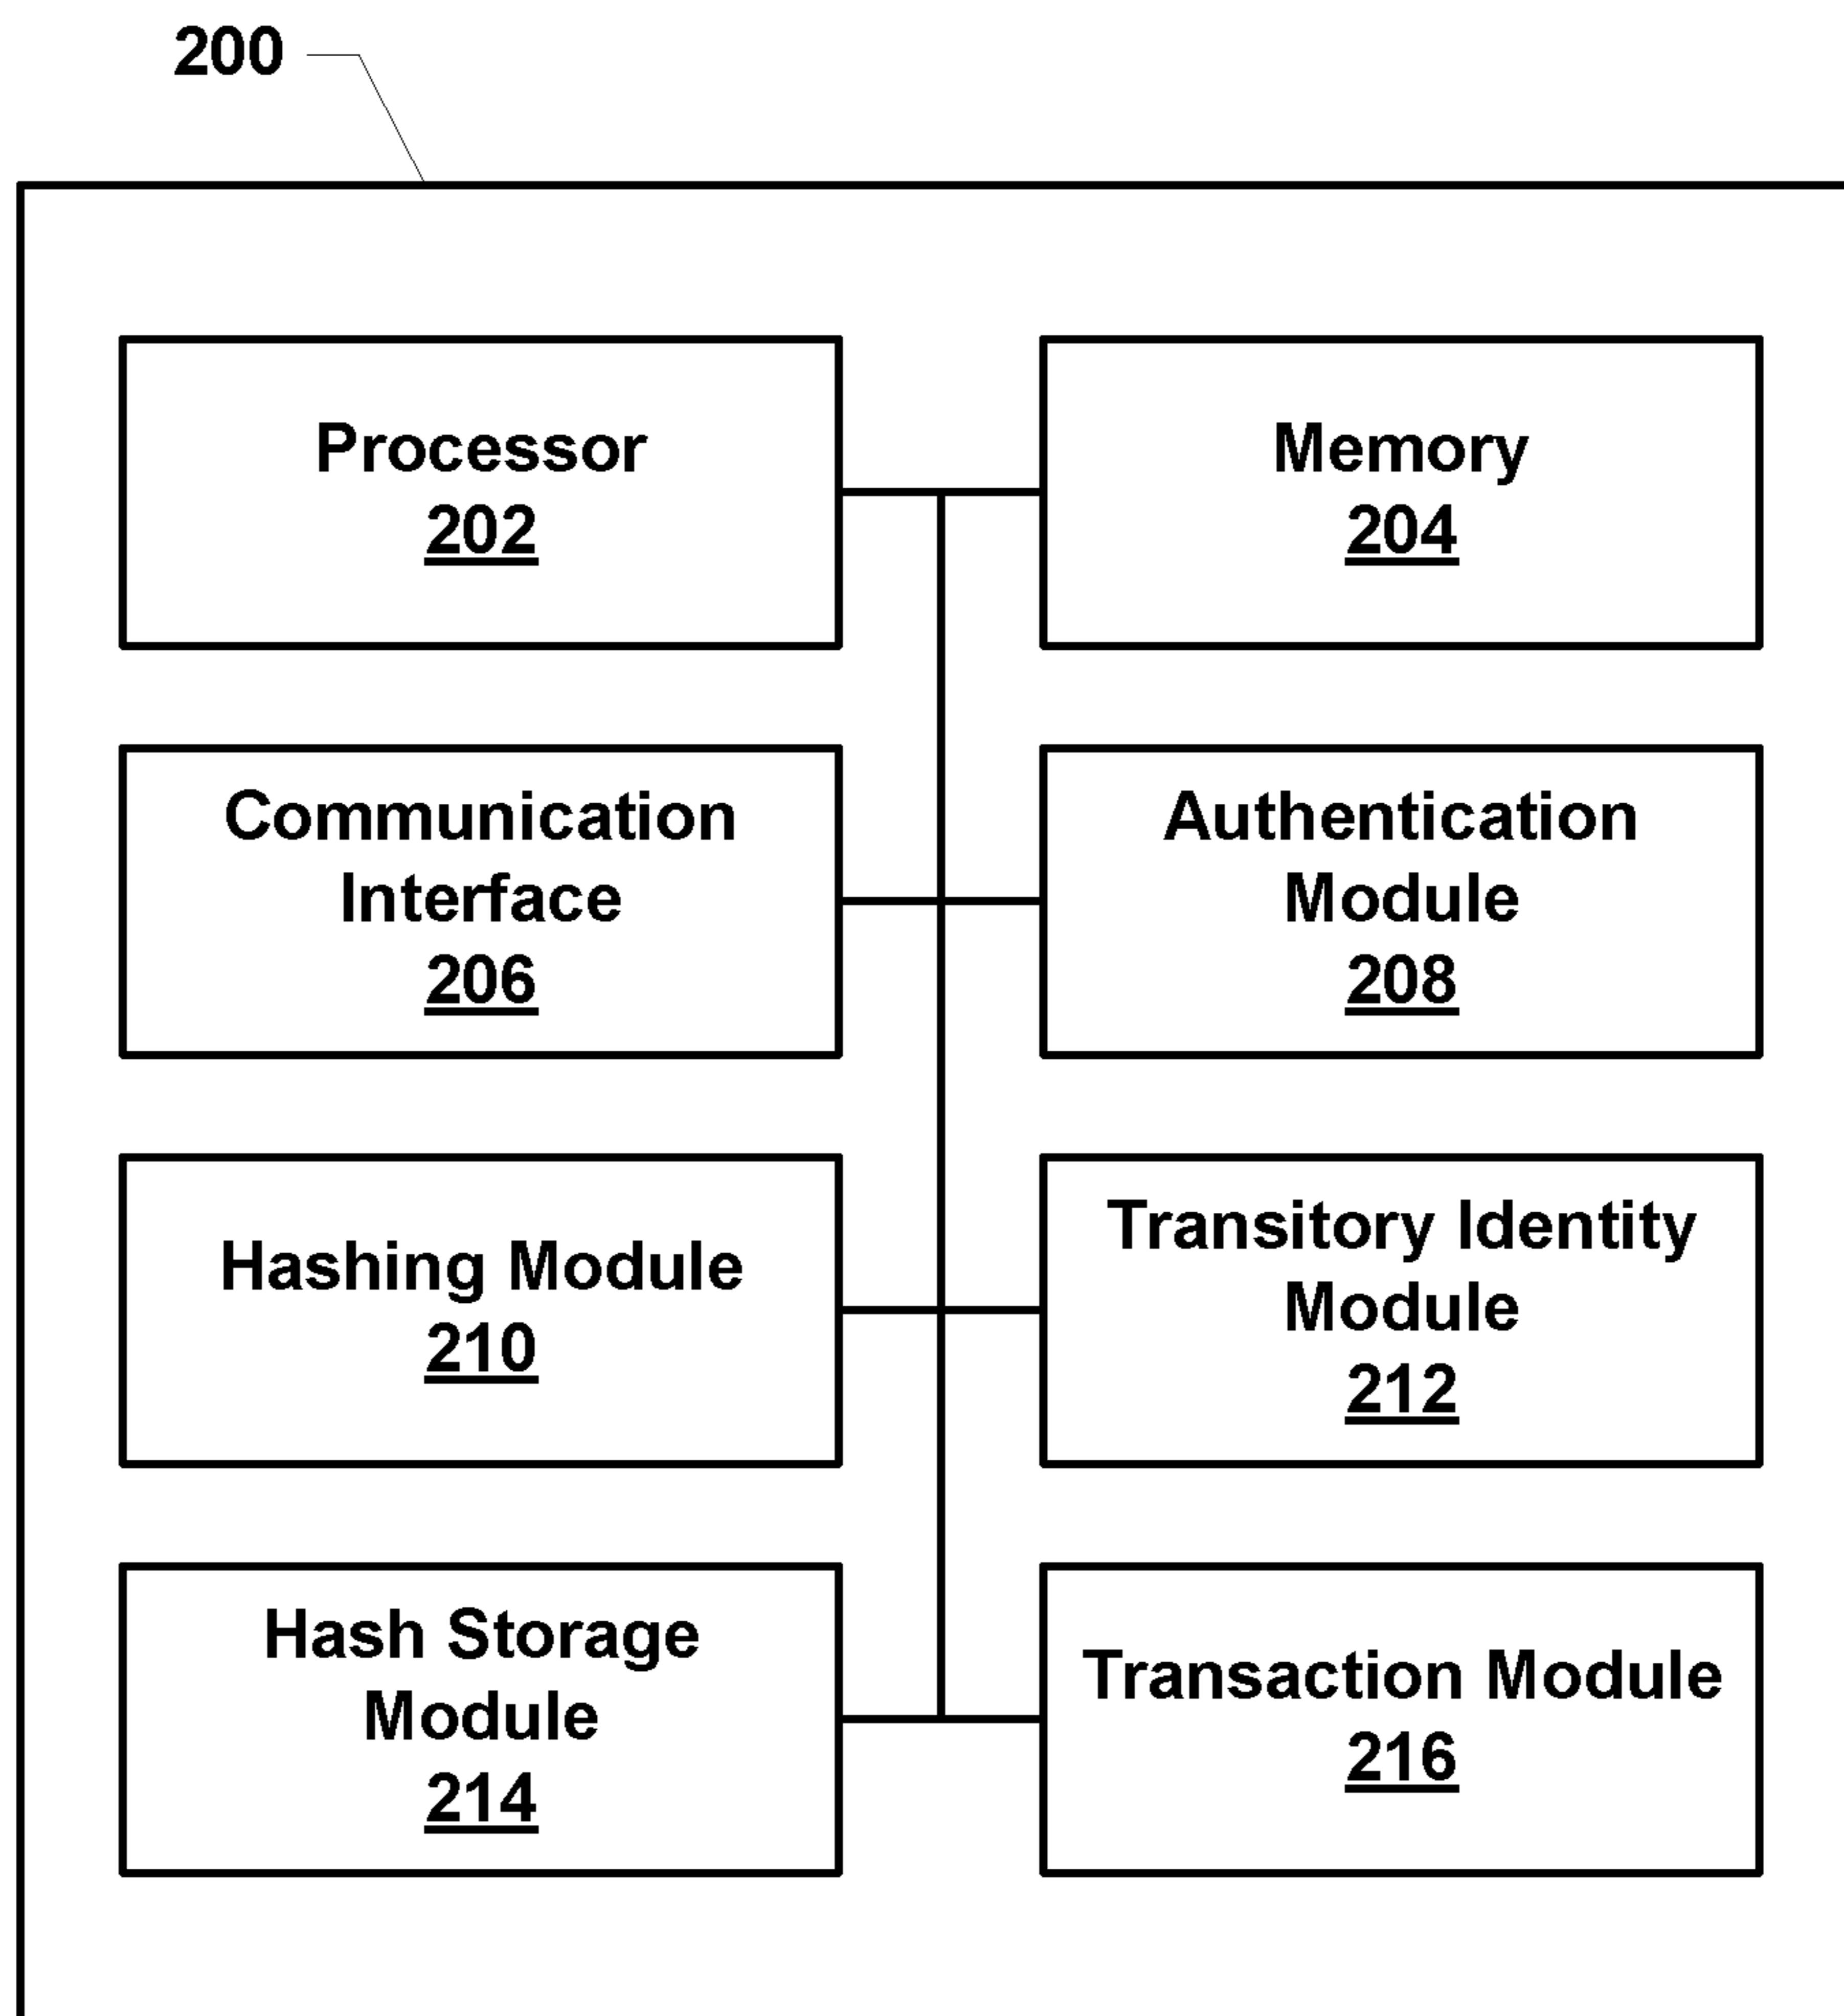 200
Processor
202
Memory
204
Communication
Interface
206
Authentication
Module
208
Hashing Module
210
Transitory Identity
Module
212
Hash Storage
Module
214
Transaction Module
216